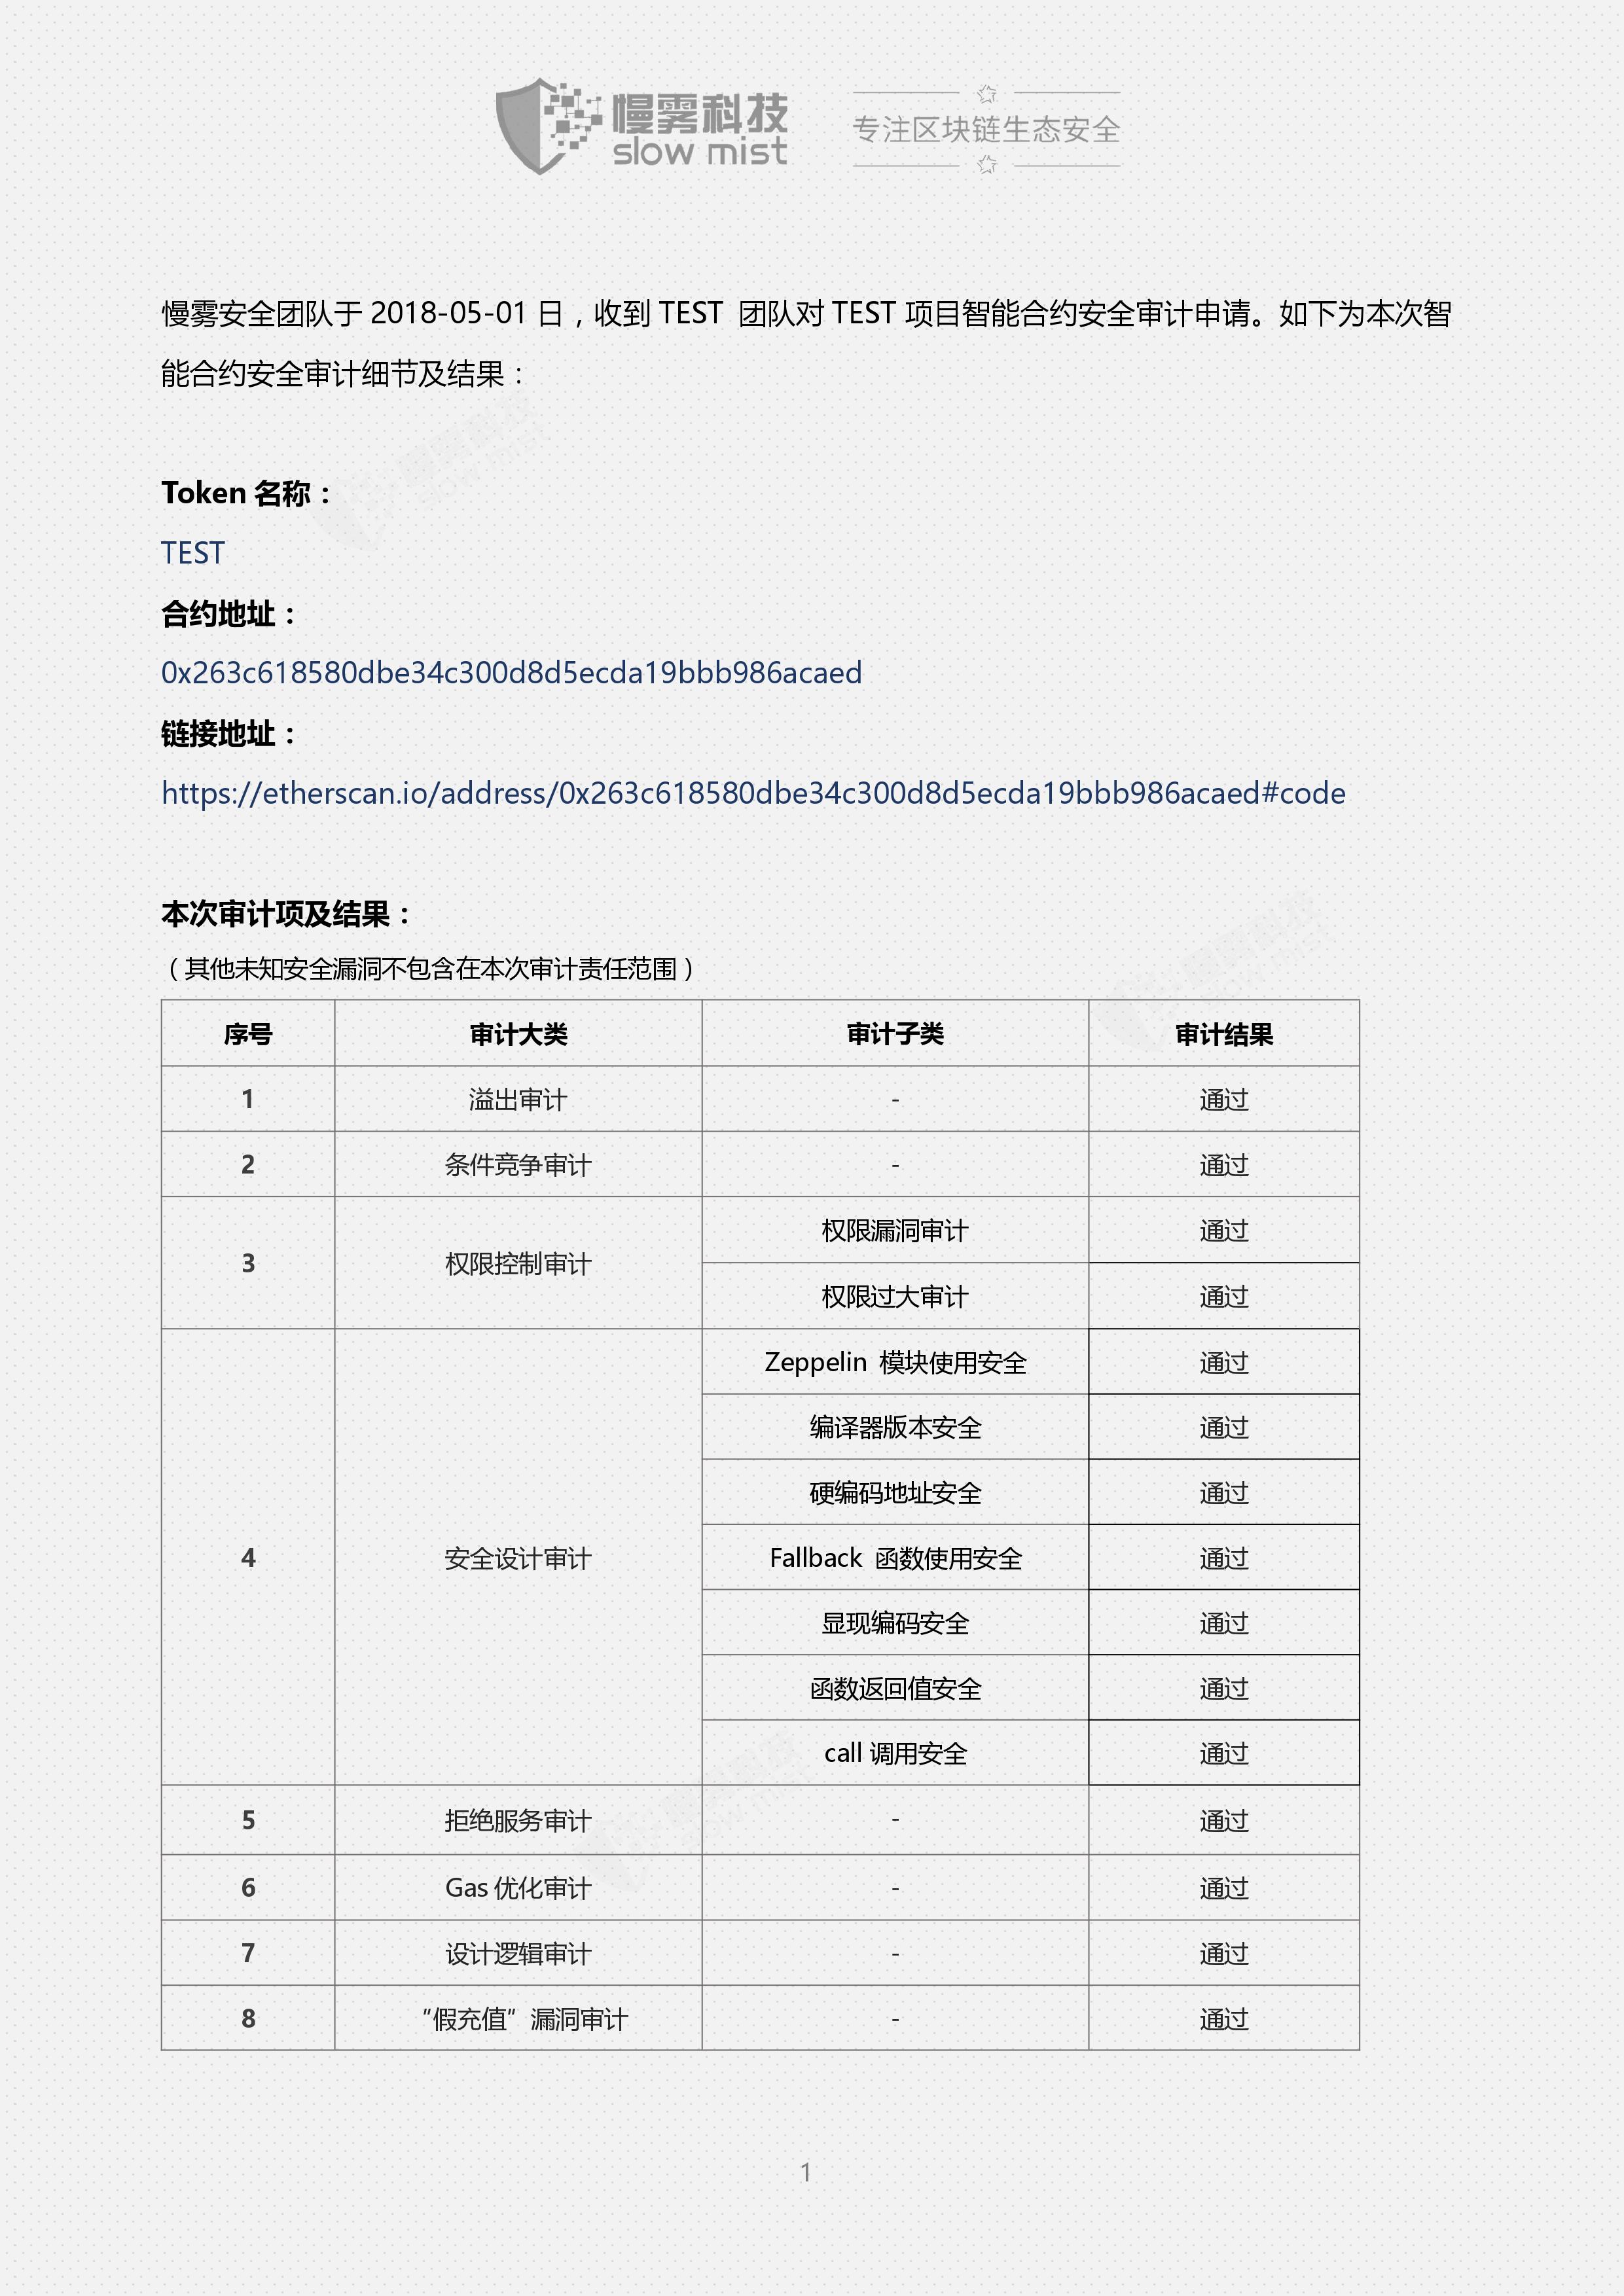 慢雾科技
slow mist
专注区块链生态安全
慢雾安全团队于 2018-05-01 日，收到 TEST 团队对 TEST 项目智能合约安全审计申请。如下为本次智
能合约安全审计细节及结果：
Token 名称：
TEST
合约地址：
0x263c618580dbe34c300d8d5ecda19bbb986acaed
链接地址：
https://etherscan.io/address/0x263c618580dbe34c300d8d5ecda19bbb986acaed#code
本次审计项及结果：
（其他未知安全漏洞不包含在本次审计责任范围）
序号 审计大类 审计子类 审计结果
1 溢出审计 - 通过
2 条件竞争审计 - 通过
3 权限控制审计 权限漏洞审计 通过
权限过大审计 通过
4 安全设计审计 Zeppelin 模块使用安全 通过
编译器版本安全 通过
硬编码地址安全 通过
Fallback 函数使用安全 通过
显现编码安全 通过
函数返回值安全 通过
call 调用安全 通过
5 拒绝服务审计 - 通过
6 Gas 优化审计 - 通过
7 设计逻辑审计 - 通过
8 “假充值”漏洞审计 - 通过
1